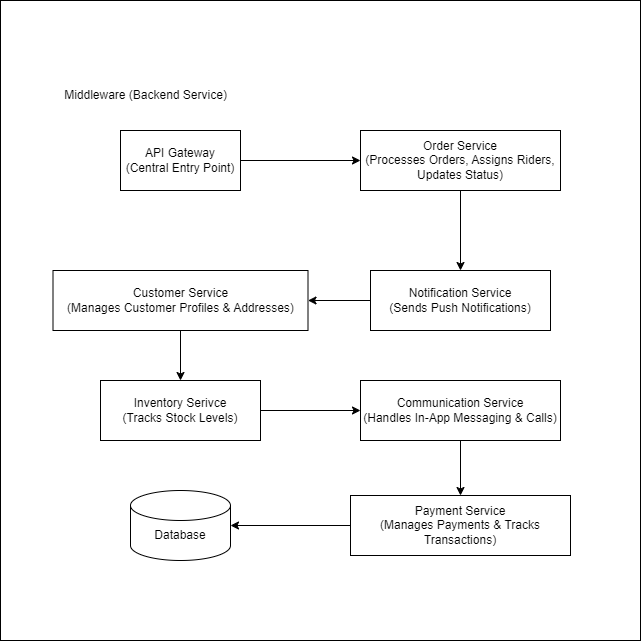 Middleware (Backend Service)
API Gateway
(Central Entry Point)
Order Service
(Processes Orders, Assigns Riders,
Updates Status)
Customer Service
(Manages Customer Profiles & Addresses)
Notification Service
(Sends Push Notifications)
Inventory Serivce
(Tracks Stock Levels)
Communication Service
(Handles In-App Messaging & Calls)
Database
Payment Service
(Manages Payments & Tracks
Transactions)